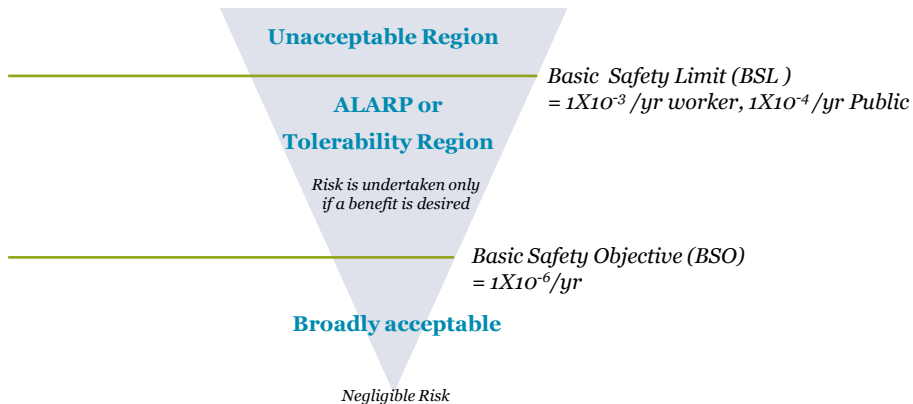 Unacceptable Region
Basic Safety Limit (BSL )
= 1X10⁻³ /yr worker, 1X10⁻⁴/yr Public
ALARP or
Tolerability Region
Risk is undertaken only
if a benefit is desired
Basic Safety Objective (BSO)
= 1X10⁻⁶/yr
Broadly acceptable
Negligible Risk